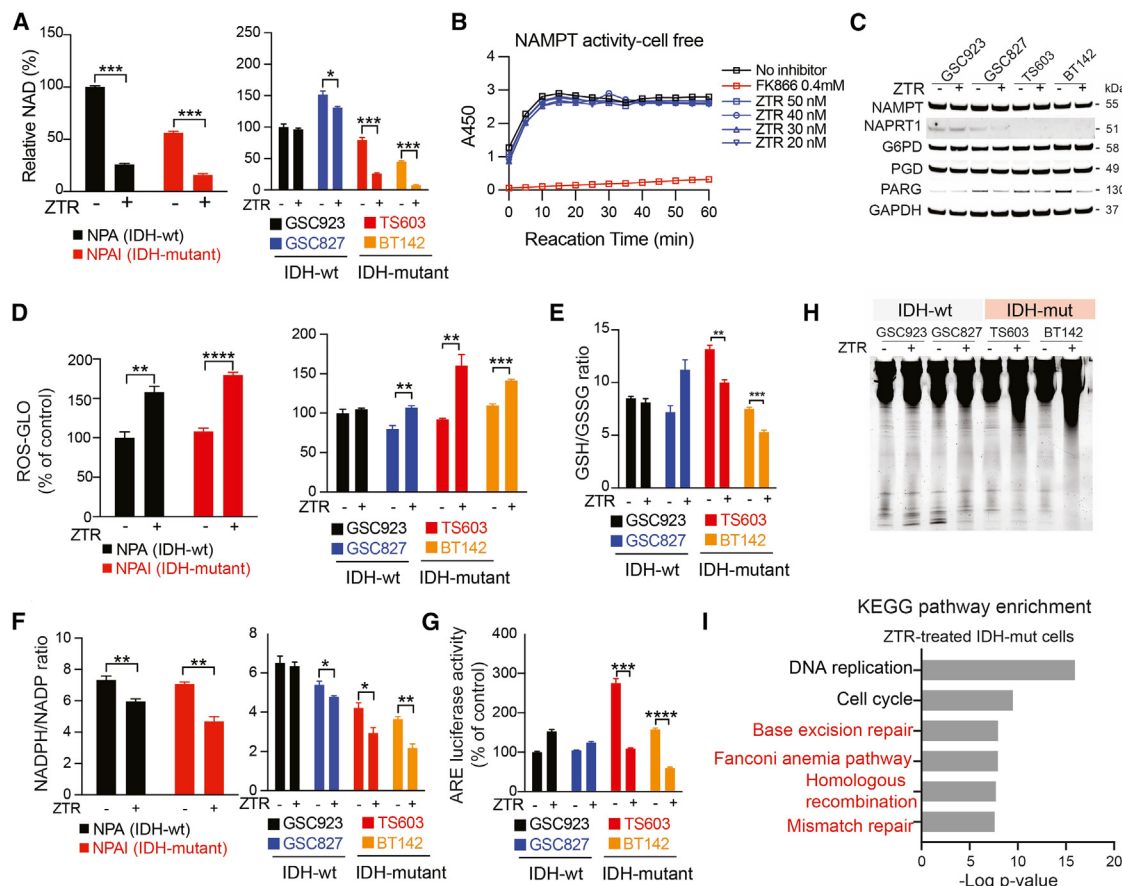 A
Relative NAD (%)
150
100
50
0
***
***
ZTR
- + - +
NPA (IDH-wt)
NPAI (IDH-mutant)
250
200
150
100
50
0
*
***
***
- + - + - + - +
GSC923
TS603
GSC827
BT142
IDH-wt
IDH-mutant
B
NAMPT activity-cell free
A450
4
3
2
1
0
0 10 20 30 40 50 60
Reacation Time (min)
No inhibitor
FK866 0.4mM
ZTR 50 nM
ZTR 40 nM
ZTR 30 nM
ZTR 20 nM
C
GSC923 GSC827 TS603 BT142
ZTR - + - + - + - + kDa
NAMPT - 55
NAPRT1 - 51
G6PD - 58
PGD - 49
PARG - 130
GAPDH - 37
D
ROS-GLO
(% of control)
200
150
100
150
0
**
****
ZTR
- + - +
NPA (IDH-wt)
NPAI (IDH-mutant)
200
150
100
50
0
**
**
***
ZTR - + - + - + - +
GSC923
TS603
GSC827
BT142
IDH-wt
IDH-mutant
E
GSH/GSSG ratio
15
10
5
0
**
***
ZTR - + - + - + - +
GSC923
TS603
GSC827
BT142
IDH-wt
IDH-mutant
H
IDH-wt
IDH-mut
GSC923 GSC827 TS603 BT142
ZTR - + - + - + - +
F
NADPH/NADP ratio
10
8
6
4
2
0
**
**
ZTR - + - +
NPA (IDH-wt)
NPAI (IDH-mutant)
8
6
4
2
0
*
*
**
- + - + - + - +
GSC923
TS603
GSC827
BT142
IDH-wt
IDH-mutant
G
ARE luciferase activity
(% of control)
400
300
200
100
0
***
****
ZTR - + - + - + - +
GSC923
TS603
GSC827
BT142
IDH-wt
IDH-mutant
I
KEGG pathway enrichment
ZTR-treated IDH-mut cells
DNA replication
Cell cycle
Base excision repair
Fanconi anemia pathway
Homologous
recombination
Mismatch repair
0 5 10 15 20
-Log p-value